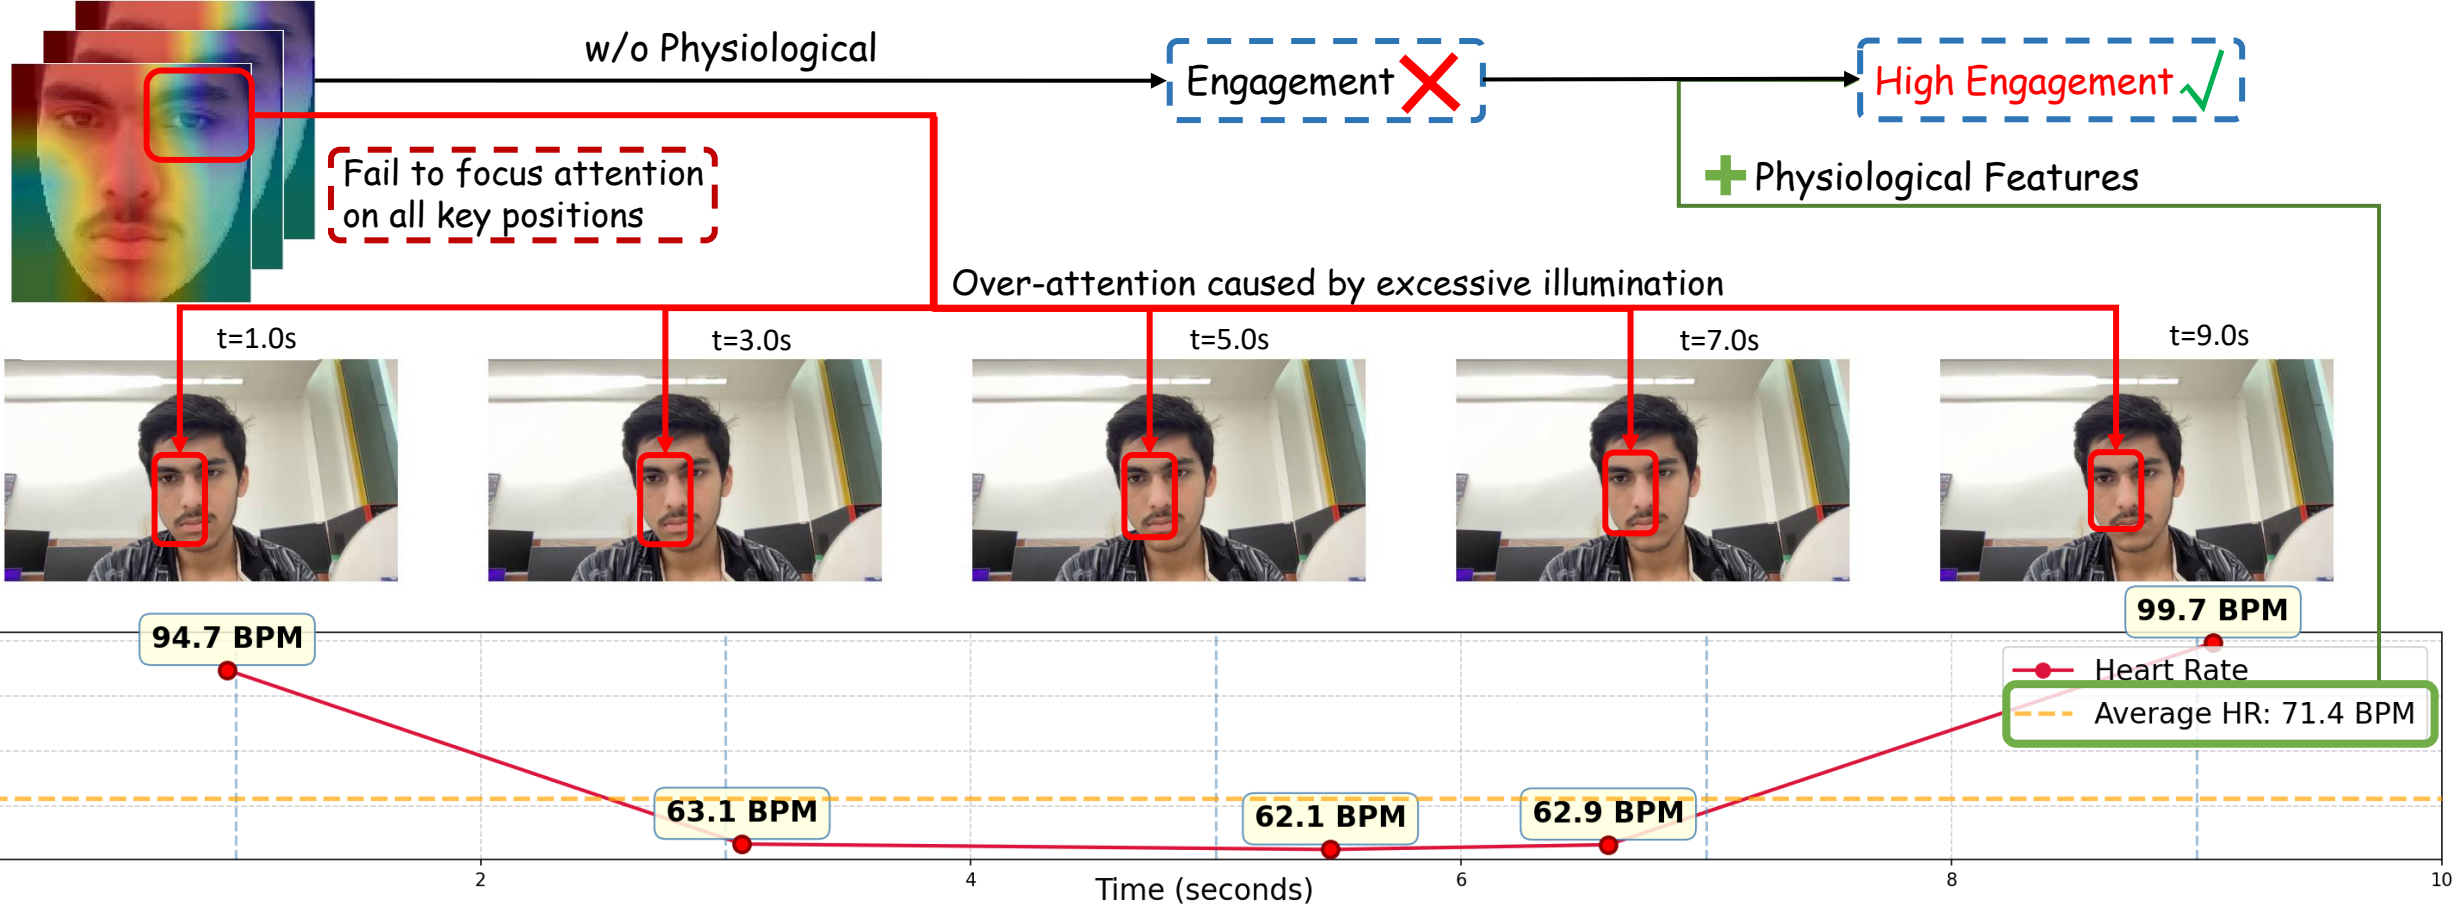 w/o Physiological
Engagement
High Engagement
Fail to focus attention
on all key positions
Physiological Features
Over-attention caused by excessive illumination
t=1.0s
t=3.0s
t=5.0s
t=7.0s
t=9.0s
94.7 BPM
63.1 BPM
62.1 BPM
62.9 BPM
99.7 BPM
Heart Rate
Average HR: 71.4 BPM
2
4
6
8
10
Time (seconds)